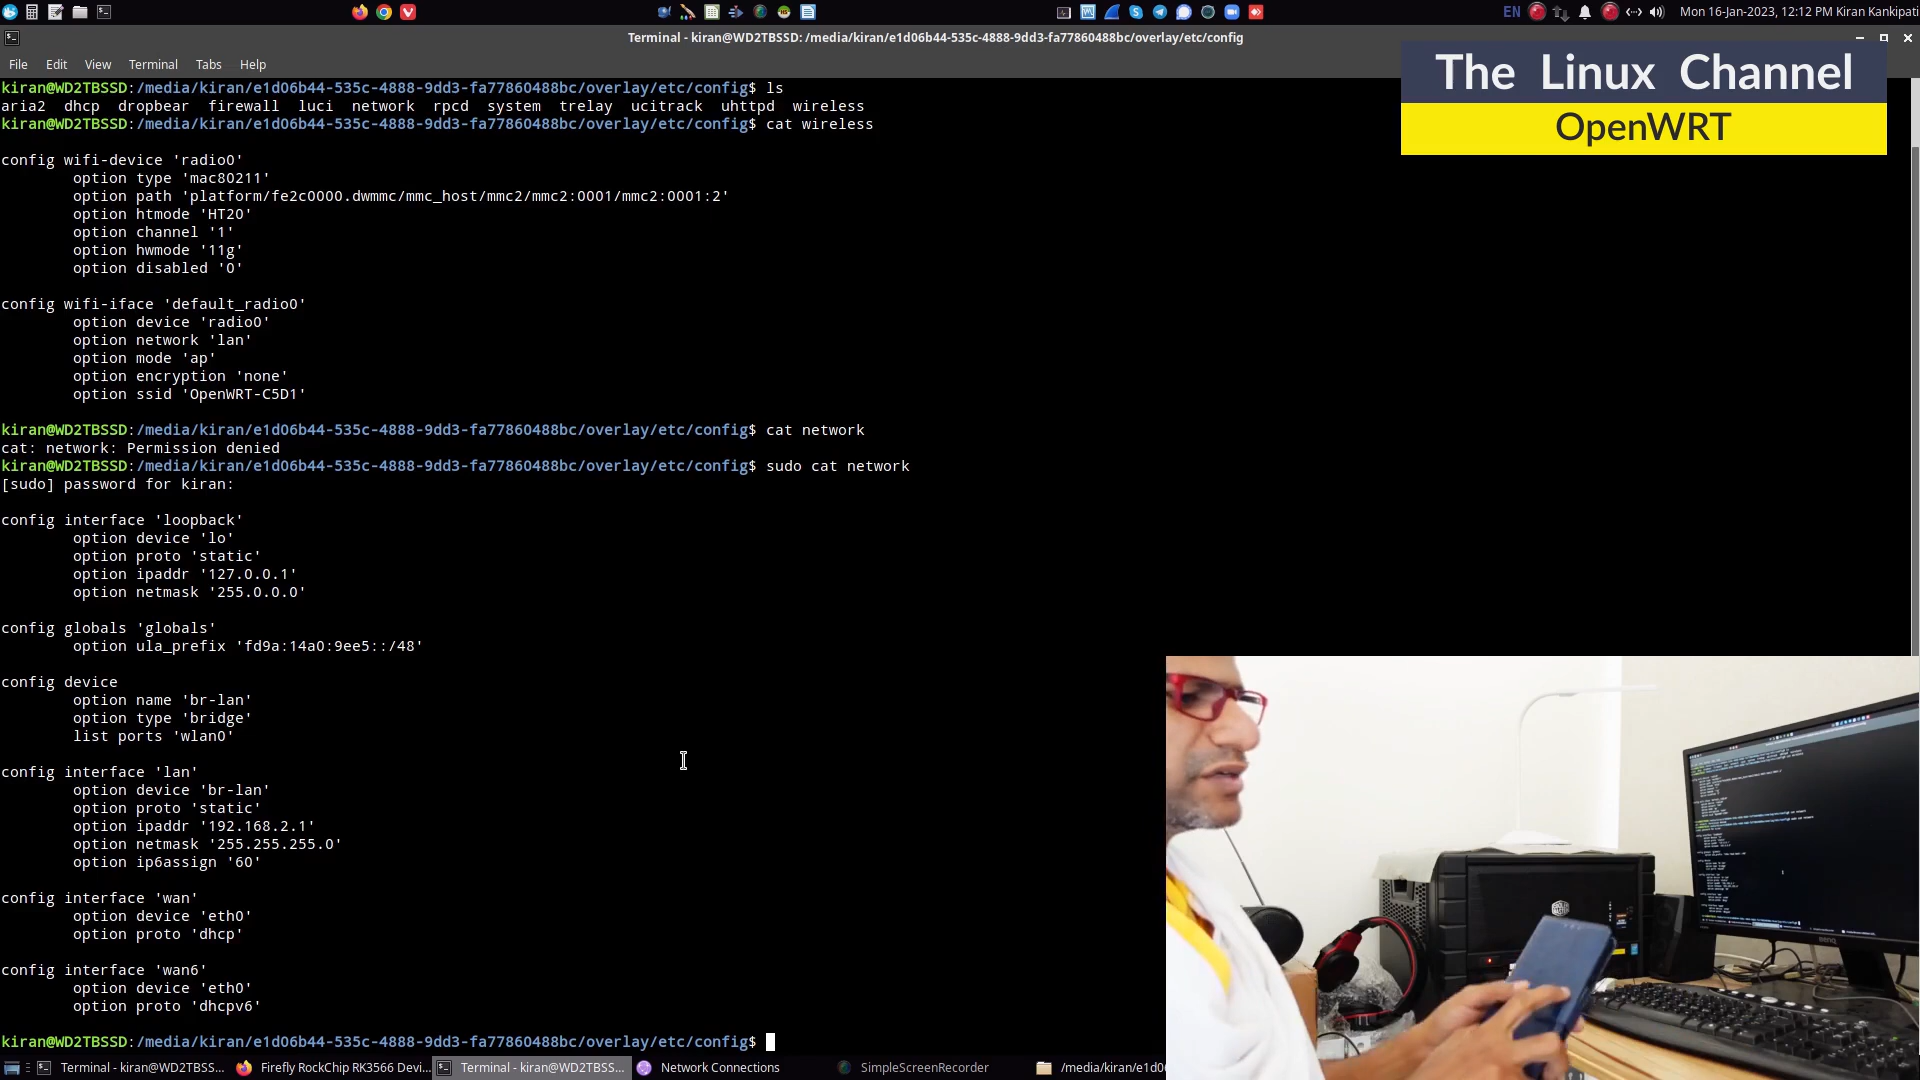 EN
Mon 16-Jan-2023, 12:12 PM Kiran Kankipati
Terminal - kiran@WD2TBSSD: /media/kiran/e1d06b44-535c-4888-9dd3-fa77860488bc/overlay/etc/config
File Edit View Terminal Tabs Help
The Linux Channel
OpenWRT
kiran@WD2TBSSD:/media/kiran/e1d06b44-535c-4888-9dd3-fa77860488bc/overlay/etc/config$ ls
aria2 dhcp dropbear firewall luci network rpcd system trelay ucitrack uhttpd wireless
kiran@WD2TBSSD:/media/kiran/e1d06b44-535c-4888-9dd3-fa77860488bc/overlay/etc/config$ cat wireless
config wifi-device 'radio0'
option type 'mac80211'
option path 'platform/fe2c0000.dwmmc/mmc_host/mmc2/mmc2:0001/mmc2:0001:2'
option htmode 'HT20'
option channel '1'
option hwmode '11g'
option disabled '0'
config wifi-iface 'default_radio0'
option device 'radio0'
option network 'lan'
option mode 'ap'
option encryption 'none'
option ssid 'OpenWRT-C5D1'
kiran@WD2TBSSD:/media/kiran/e1d06b44-535c-4888-9dd3-fa77860488bc/overlay/etc/config$ cat network
cat: network: Permission denied
kiran@WD2TBSSD:/media/kiran/e1d06b44-535c-4888-9dd3-fa77860488bc/overlay/etc/config$ sudo cat network
[sudo] password for kiran:
config interface 'loopback'
option device 'lo'
option proto 'static'
option ipaddr '127.0.0.1'
option netmask '255.0.0.0'
config globals 'globals'
option ula_prefix 'fd9a:14a0:9ee5::/48'
config device
option name 'br-lan'
option type 'bridge'
list ports 'wlan0'
config interface 'lan'
option device 'br-lan'
option proto 'static'
option ipaddr '192.168.2.1'
option netmask '255.255.255.0'
option ip6assign '60'
config interface 'wan'
option device 'eth0'
option proto 'dhcp'
config interface 'wan6'
option device 'eth0'
option proto 'dhcpv6'
kiran@WD2TBSSD:/media/kiran/e1d06b44-535c-4888-9dd3-fa77860488bc/overlay/etc/config$
Terminal - kiran@WD2TBSS... Firefly RockChip RK3566 Devi... Terminal - kiran@WD2TBSS... Network Connections SimpleScreenRecorder /media/kiran/e1d06